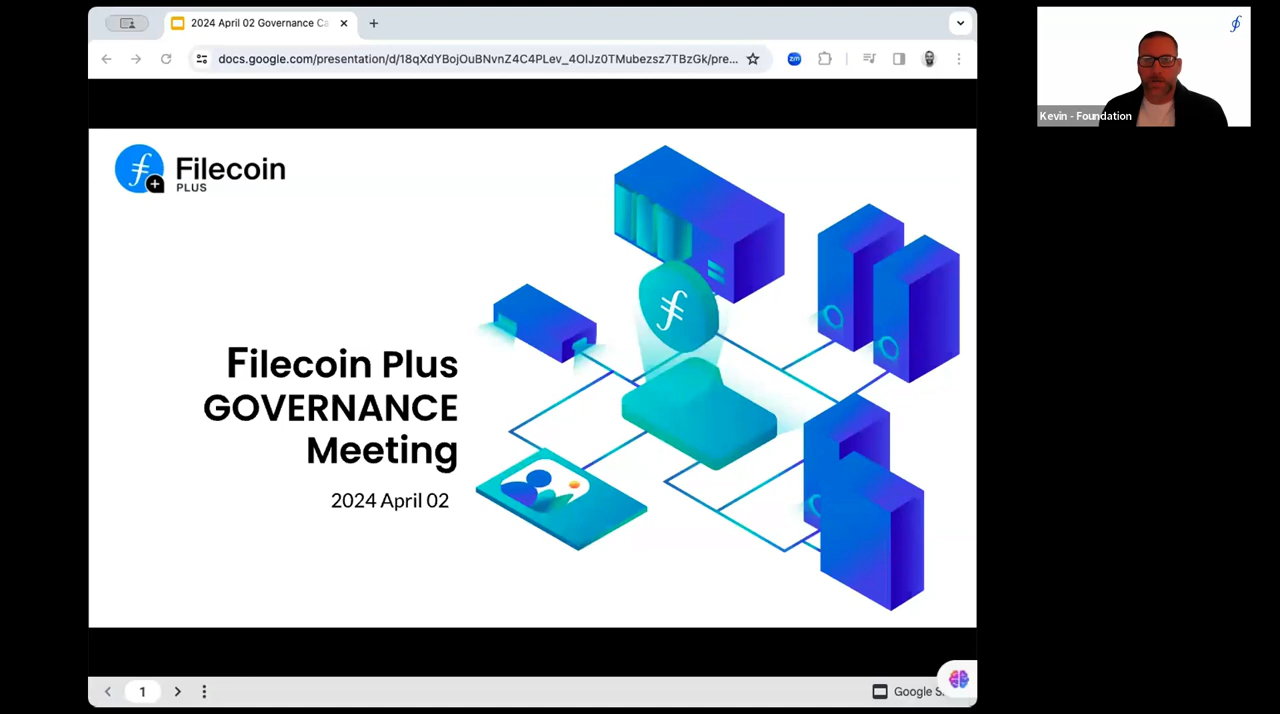 2024 April 02 Governance Ca
docs.google.com/presentation/d/18qXdYBojOuBNvnZ4C4PLev_4OlJz0TMubezsz7TBzGk/pre...
zm
Kevin - Foundation
Filecoin
PLUS
Filecoin Plus
GOVERNANCE
Meeting
2024 April 02
1
Google S